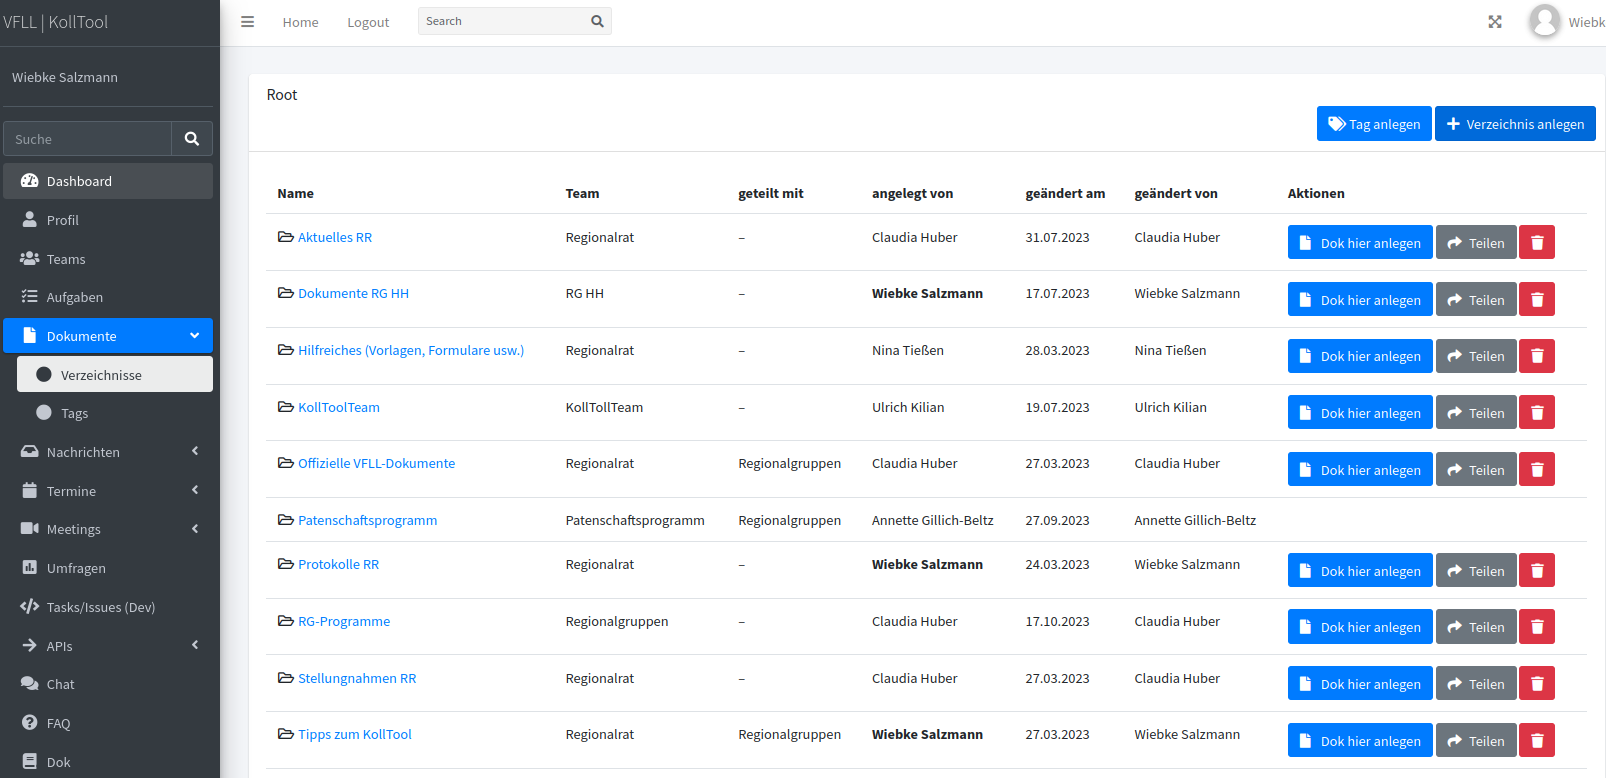 VFLL | KollTool
Home
Logout
Search
Wiebk
Wiebke Salzmann
Suche
Dashboard
Profil
Teams
Aufgaben
Dokumente
Verzeichnisse
Tags
Nachrichten
Termine
Meetings
Umfragen
Tasks/Issues (Dev)
APIs
Chat
FAQ
Dok
Root
Tag anlegen
Verzeichnis anlegen
Name Team geteilt mit angelegt von geändert am geändert von Aktionen
Aktuelles RR Regionalrat – Claudia Huber 31.07.2023 Claudia Huber Dok hier anlegen Teilen
Dokumente RG HH RG HH – Wiebke Salzmann 17.07.2023 Wiebke Salzmann Dok hier anlegen Teilen
Hilfreiches (Vorlagen, Formulare usw.) Regionalrat – Nina Tießen 28.03.2023 Nina Tießen Dok hier anlegen Teilen
KollToolTeam KollTollTeam – Ulrich Kilian 19.07.2023 Ulrich Kilian Dok hier anlegen Teilen
Offizielle VFLL-Dokumente Regionalrat Regionalgruppen Claudia Huber 27.03.2023 Claudia Huber Dok hier anlegen Teilen
Patenschaftsprogramm Patenschaftsprogramm Regionalgruppen Annette Gillich-Beltz 27.09.2023 Annette Gillich-Beltz
Protokolle RR Regionalrat – Wiebke Salzmann 24.03.2023 Wiebke Salzmann Dok hier anlegen Teilen
RG-Programme Regionalgruppen – Claudia Huber 17.10.2023 Claudia Huber Dok hier anlegen Teilen
Stellungnahmen RR Regionalrat – Claudia Huber 27.03.2023 Claudia Huber Dok hier anlegen Teilen
Tipps zum KollTool Regionalrat Regionalgruppen Wiebke Salzmann 27.03.2023 Wiebke Salzmann Dok hier anlegen Teilen